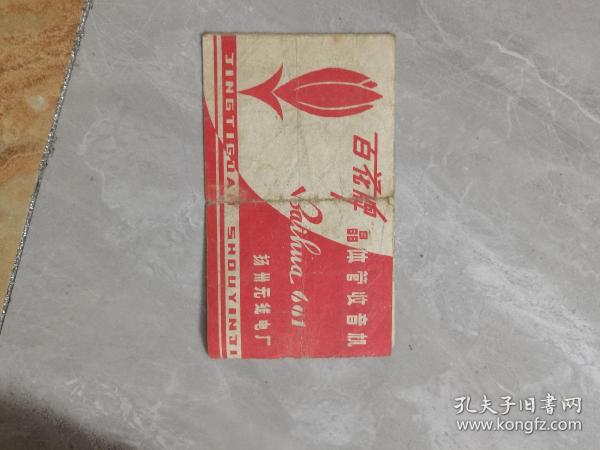 百花牌
晶体管收音机
Baihua 601
扬州无线电厂
JINGTIGUAN SHOUYINJI
孔夫子旧书网
www.kongfz.com